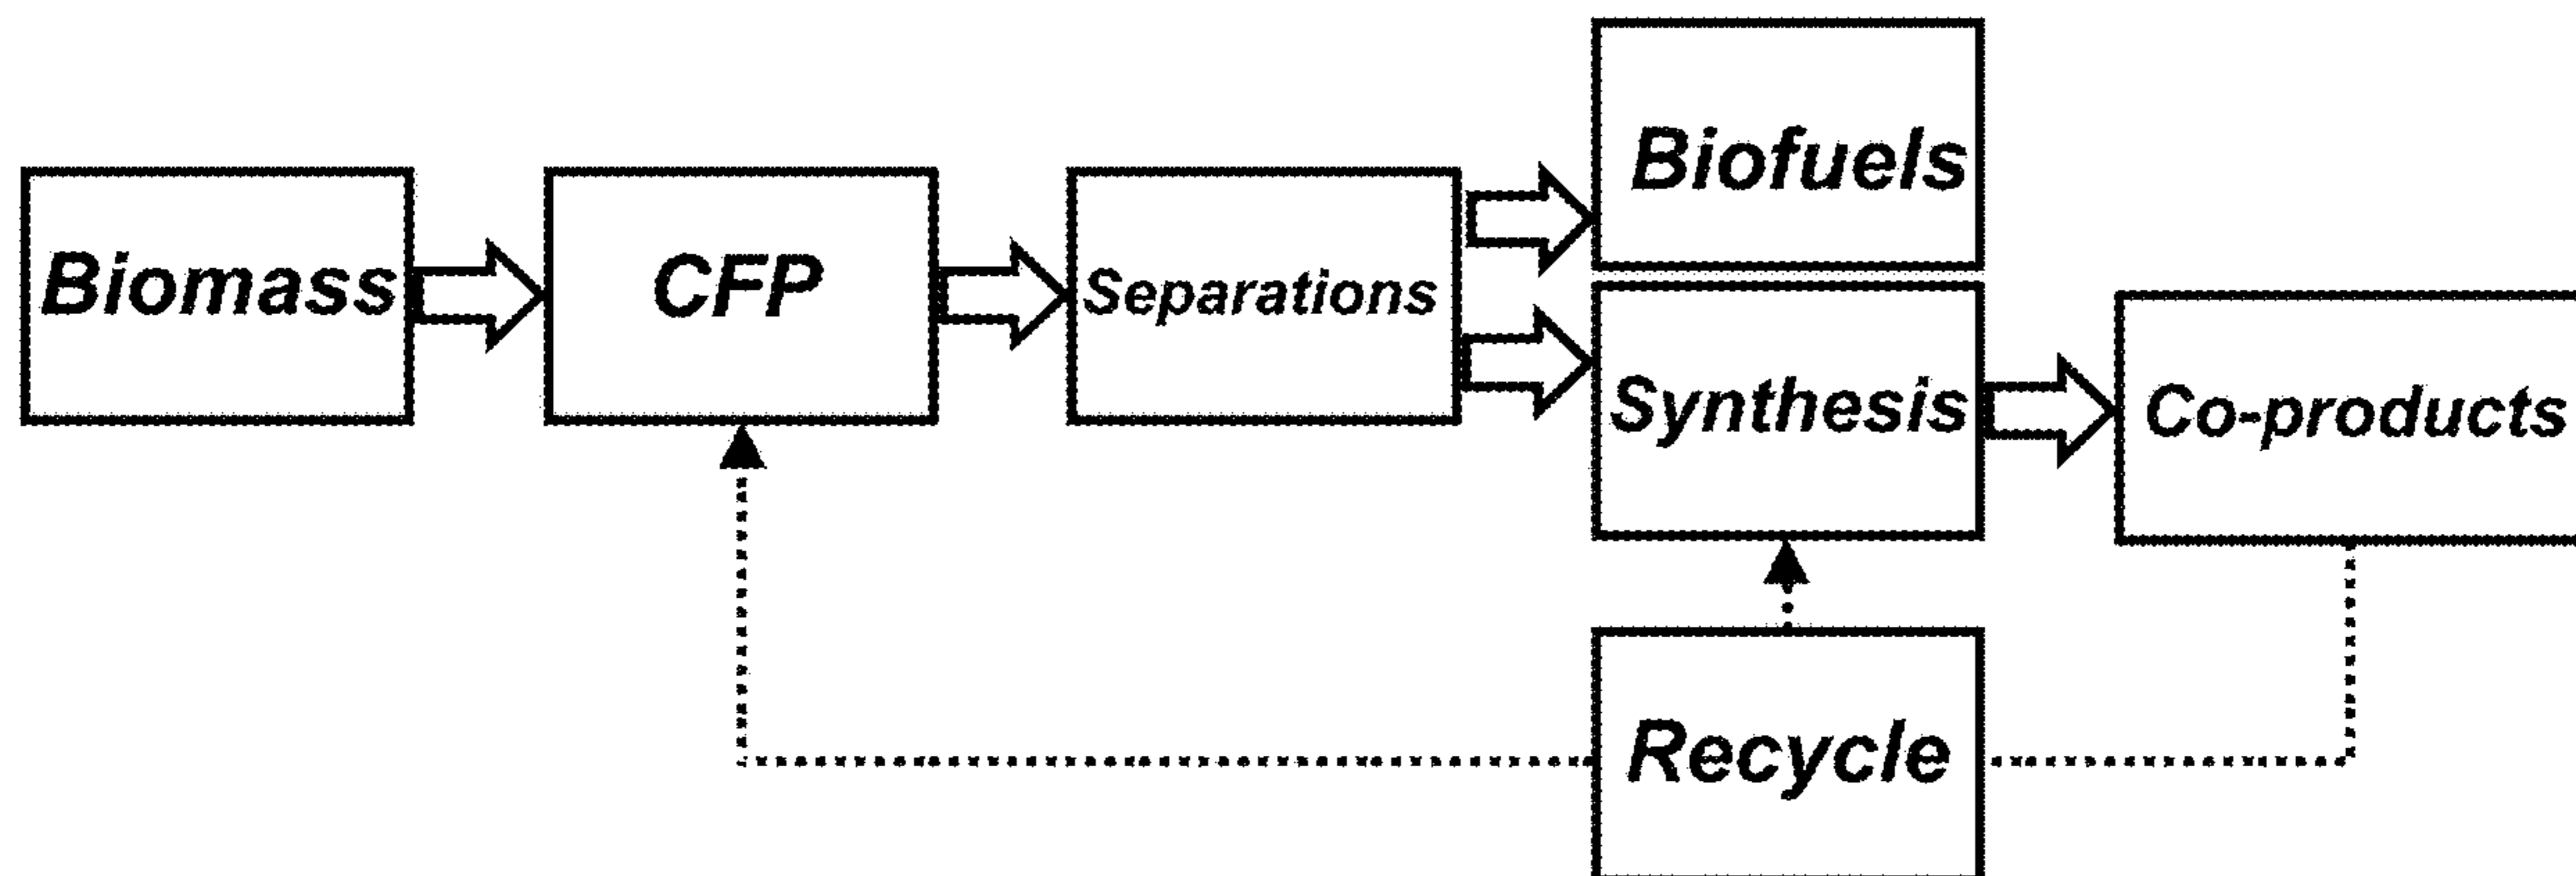 Biomass
CFP
Separations
Biofuels
Synthesis
Co-products
Recycle